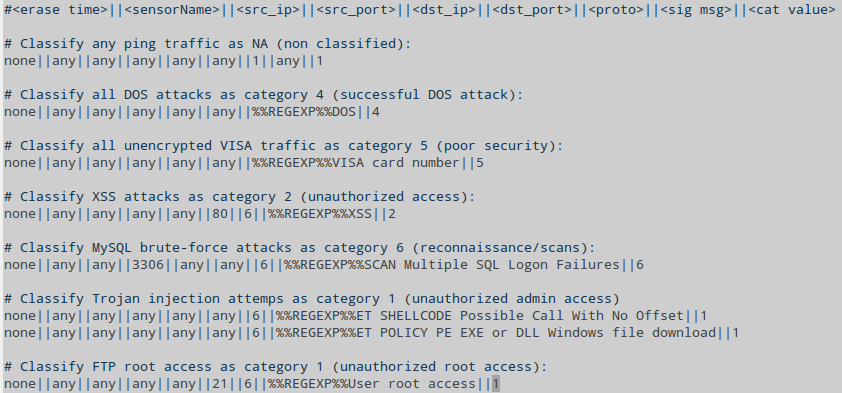 #<erase time>||<sensorName>||<src_ip>||<src_port>||<dst_ip>||<dst_port>||<proto>||<sig msg>||<cat value>
# Classify any ping traffic as NA (non classified):
none||any||any||any||any||any||1||any||1
# Classify all DOS attacks as category 4 (successful DOS attack):
none||any||any||any||any||any||%%REGEXP%%DOS||4
# Classify all unencrypted VISA traffic as category 5 (poor security):
none||any||any||any||any||any||%%REGEXP%%VISA card number||5
# Classify XSS attacks as category 2 (unauthorized access):
none||any||any||any||any||80||6||%%REGEXP%%XSS||2
# Classify MySQL brute-force attacks as category 6 (reconnaissance/scans):
none||any||any||3306||any||any||6||%%REGEXP%%SCAN Multiple SQL Logon Failures||6
# Classify Trojan injection attemps as category 1 (unauthorized admin access)
none||any||any||any||any||any||6||%%REGEXP%%ET SHELLCODE Possible Call With No Offset||1
none||any||any||any||any||any||6||%%REGEXP%%ET POLICY PE EXE or DLL Windows file download||1
# Classify FTP root access as category 1 (unauthorized root access):
none||any||any||any||any||21||6||%%REGEXP%%User root access||1